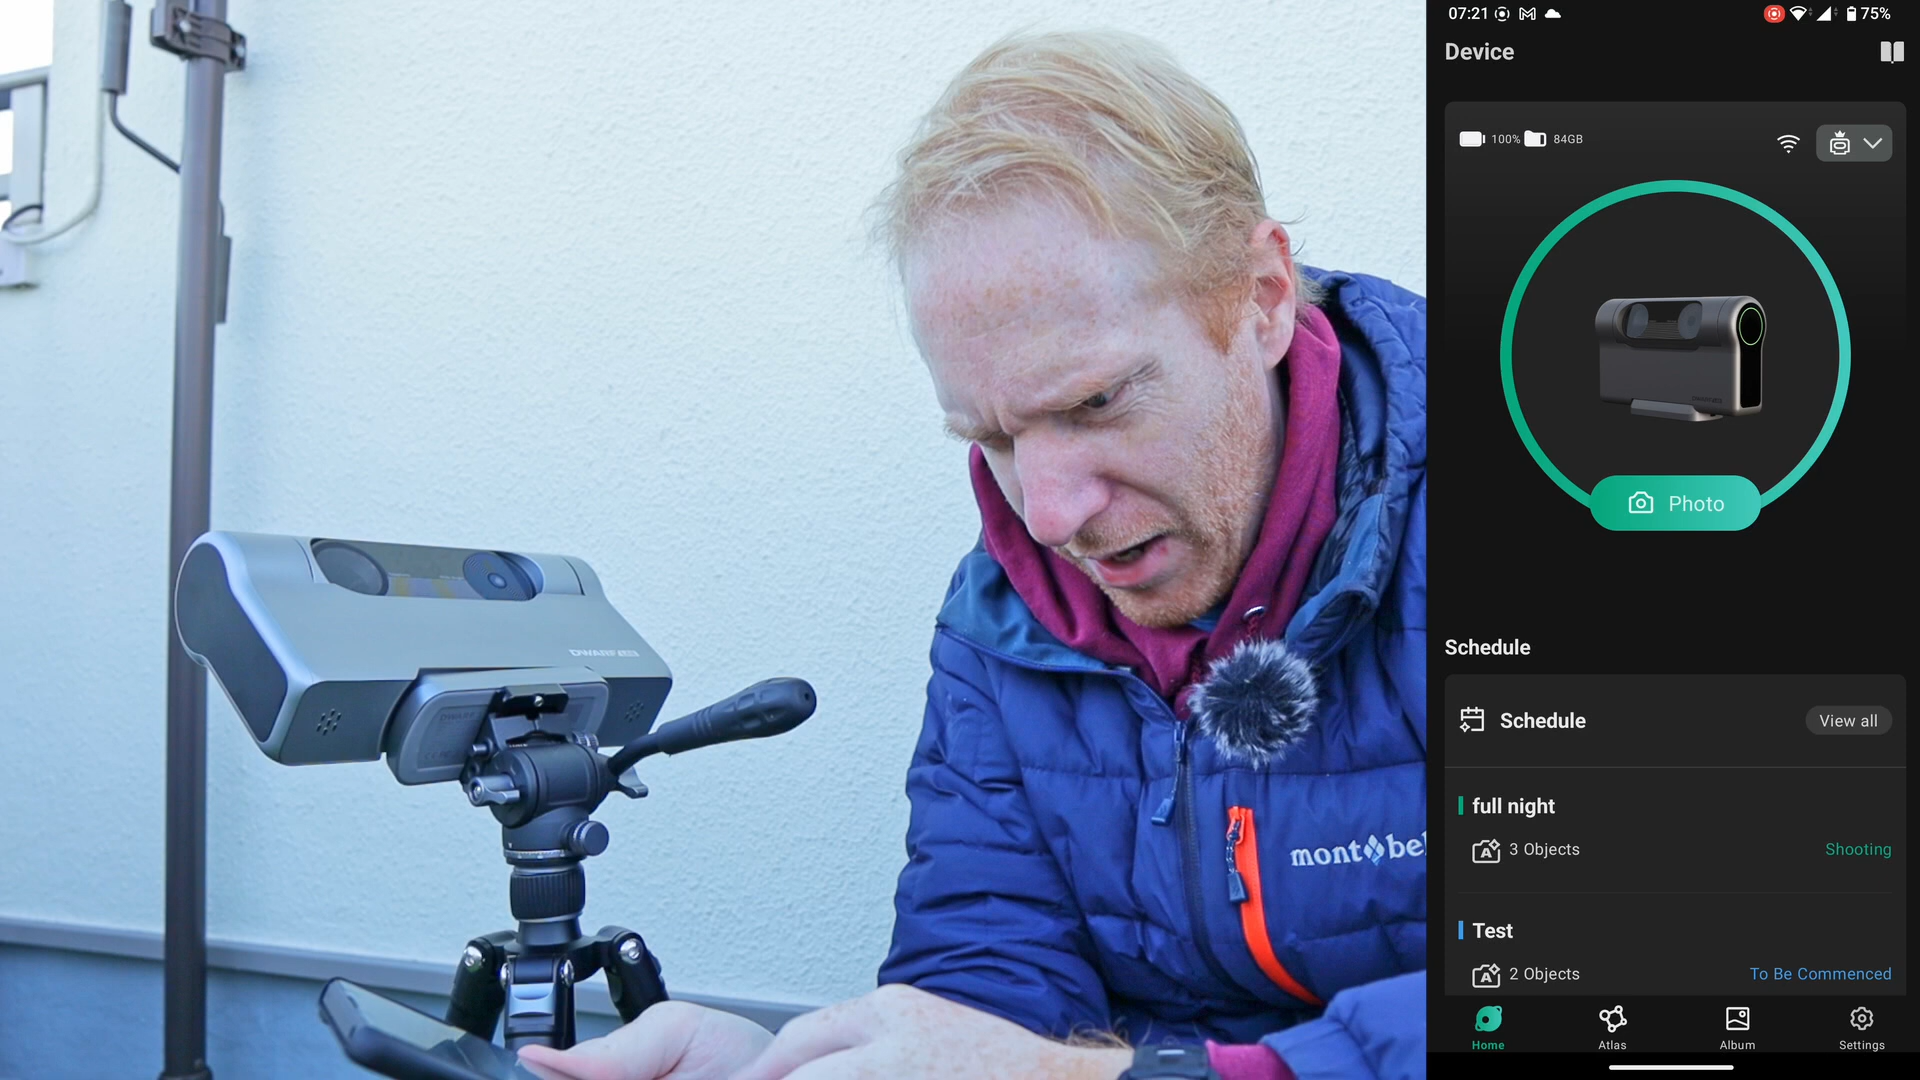 07:21
75%
Device
100%
84GB
Photo
Schedule
Schedule
View all
full night
3 Objects
Shooting
Test
2 Objects
To Be Commenced
Home
Atlas
Album
Settings
DWARF
mont be